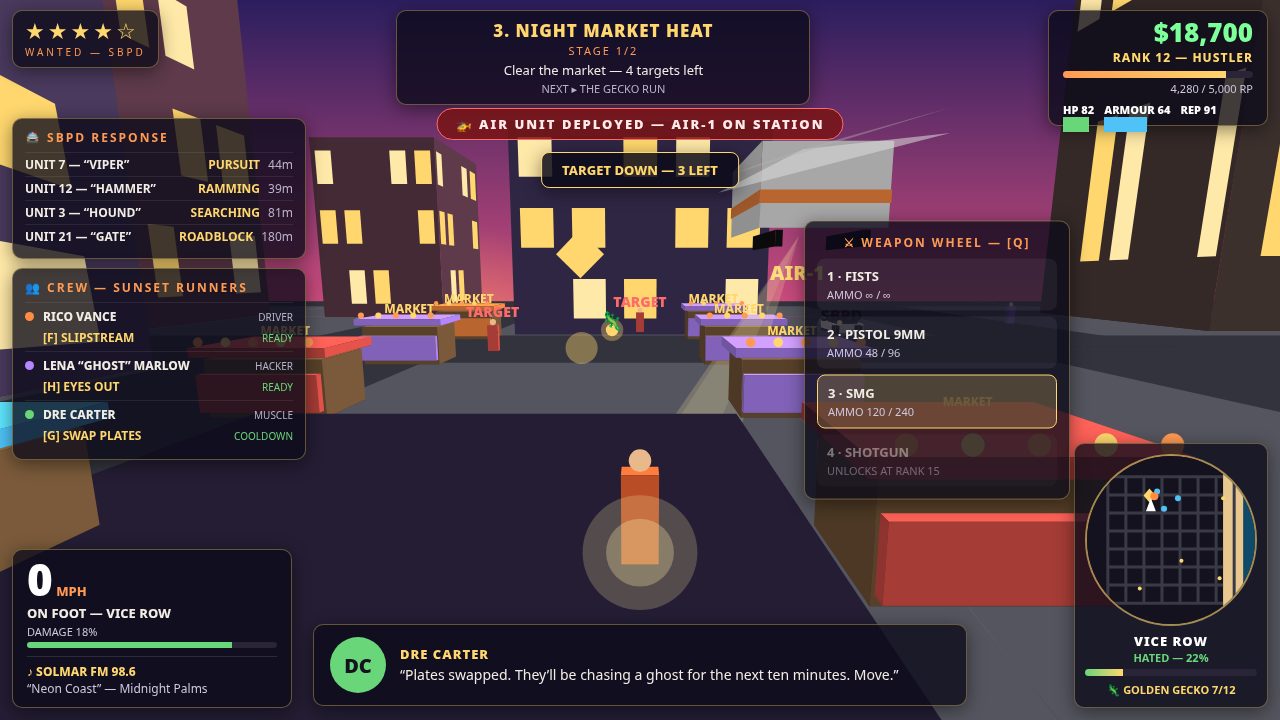 ★★★★☆
WANTED — SBPD
3. NIGHT MARKET HEAT
STAGE 1/2
Clear the market — 4 targets left
NEXT ▸ THE GECKO RUN
$18,700
RANK 12 — HUSTLER
4,280 / 5,000 RP
HP 82 ARMOUR 64 REP 91
AIR UNIT DEPLOYED — AIR-1 ON STATION
TARGET DOWN — 3 LEFT
SBPD RESPONSE
UNIT 7 — “VIPER” PURSUIT 44m
UNIT 12 — “HAMMER” RAMMING 39m
UNIT 3 — “HOUND” SEARCHING 81m
UNIT 21 — “GATE” ROADBLOCK 180m
CREW — SUNSET RUNNERS
RICO VANCE DRIVER
[F] SLIPSTREAM READY
LENA “GHOST” MARLOW HACKER
[H] EYES OUT READY
DRE CARTER MUSCLE
[G] SWAP PLATES COOLDOWN
AIR-1
MARKET
MARKET
TARGET
TARGET
MARKET
MARKET
MARKET
MARKET
SBPD
WEAPON WHEEL — [Q]
1 · FISTS
AMMO ∞ / ∞
2 · PISTOL 9MM
AMMO 48 / 96
3 · SMG
AMMO 120 / 240
MARKET
4 · SHOTGUN
UNLOCKS AT RANK 15
0 MPH
ON FOOT — VICE ROW
DAMAGE 18%
♪ SOLMAR FM 98.6
“Neon Coast” — Midnight Palms
DC
DRE CARTER
“Plates swapped. They’ll be chasing a ghost for the next ten minutes. Move.”
VICE ROW
HATED — 22%
GOLDEN GECKO 7/12